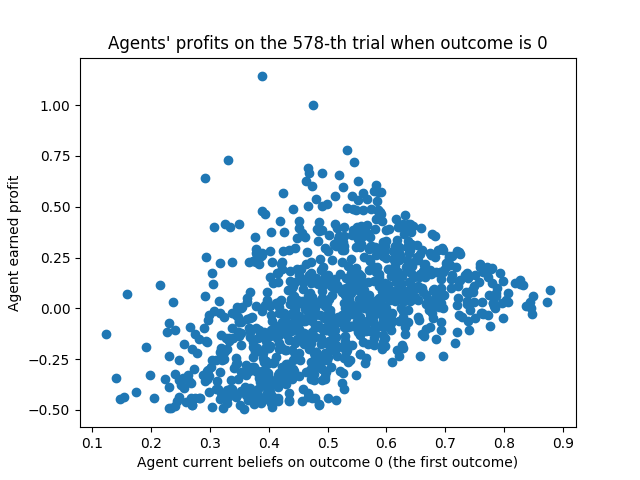 Agents' profits on the 578-th trial when outcome is 0
1.00
0.75
0.50
0.25
0.00
−0.25
−0.50
Agent earned profit
0.1 0.2 0.3 0.4 0.5 0.6 0.7 0.8 0.9
Agent current beliefs on outcome 0 (the first outcome)